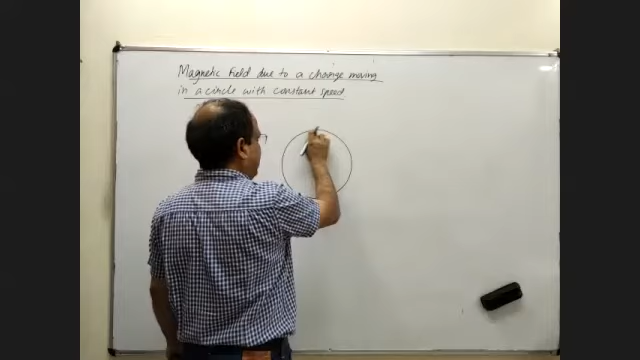 Magnetic Field due to a charge moving
in a circle with constant speed